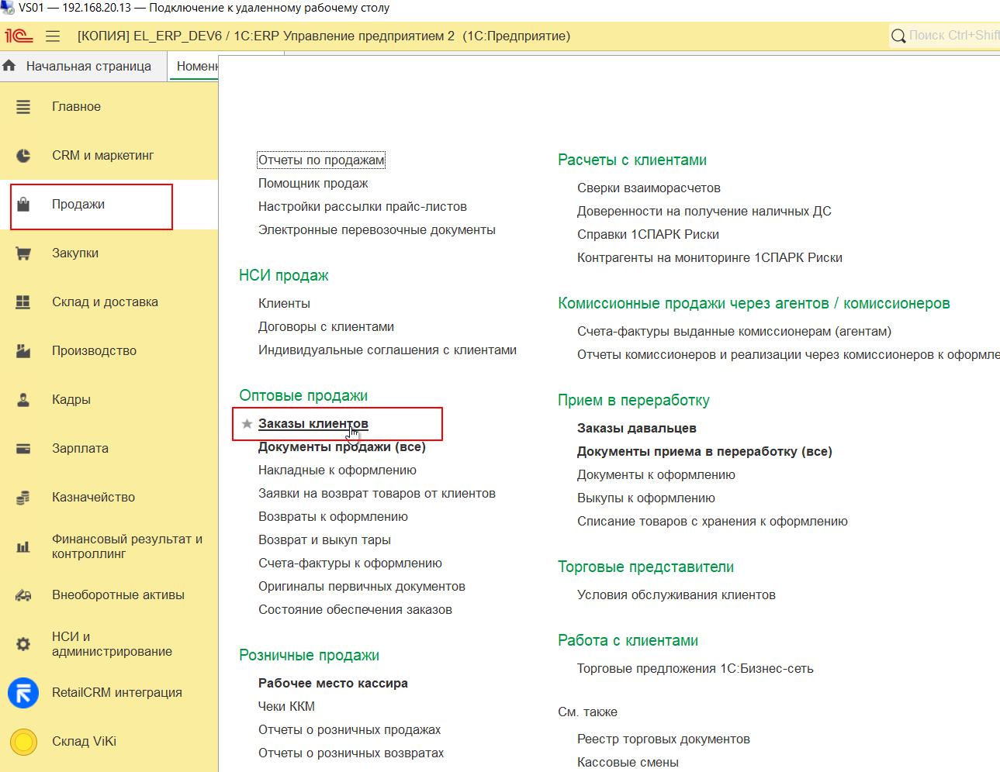 VS01 — 192.168.20.13 — Подключение к удаленному рабочему столу
1С [КОПИЯ] EL_ERP_DEV6 / 1С:ERP Управление предприятием 2 (1С:Предприятие)
Поиск Ctrl+Shift
Начальная страница
Номен
Главное
CRM и маркетинг
Продажи
Закупки
Склад и доставка
Производство
Кадры
Зарплата
Казначейство
Финансовый результат и
контроллинг
Внеоборотные активы
НСИ и
администрирование
RetailCRM интеграция
Склад ViKi
Отчеты по продажам
Помощник продаж
Настройки рассылки прайс-листов
Электронные перевозочные документы
НСИ продаж
Клиенты
Договоры с клиентами
Индивидуальные соглашения с клиентами
Оптовые продажи
Заказы клиентов
Документы продажи (все)
Накладные к оформлению
Заявки на возврат товаров от клиентов
Возвраты к оформлению
Возврат и выкуп тары
Счета-фактуры к оформлению
Оригиналы первичных документов
Состояние обеспечения заказов
Розничные продажи
Рабочее место кассира
Чеки ККМ
Отчеты о розничных продажах
Отчеты о розничных возвратах
Расчеты с клиентами
Сверки взаиморасчетов
Доверенности на получение наличных ДС
Справки 1СПАРК Риски
Контрагенты на мониторинге 1СПАРК Риски
Комиссионные продажи через агентов / комиссионеров
Счета-фактуры выданные комиссионерам (агентам)
Отчеты комиссионеров и реализации через комиссионеров к оформле
Прием в переработку
Заказы давальцев
Документы приема в переработку (все)
Документы к оформлению
Выкупы к оформлению
Списание товаров с хранения к оформлению
Торговые представители
Условия обслуживания клиентов
Работа с клиентами
Торговые предложения 1С:Бизнес-сеть
См. также
Реестр торговых документов
Кассовые смены